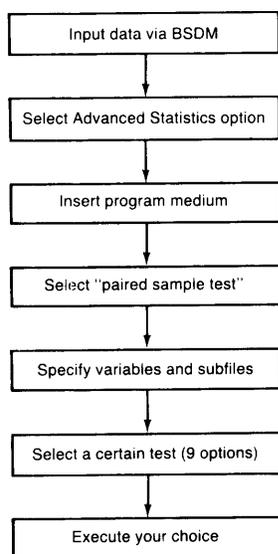 Input data via BSDM
Select Advanced Statistics option
Insert program medium
Select "paired sample test"
Specify variables and subfiles
Select a certain test (9 options)
Execute your choice